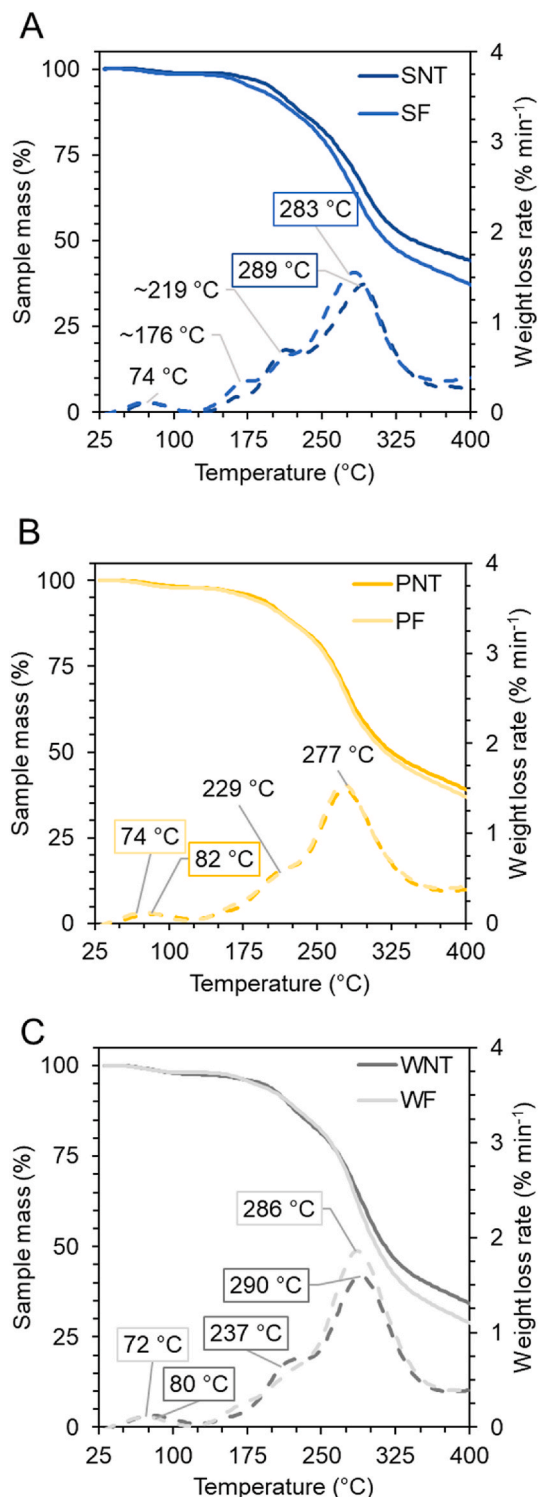 A
100
75
50
25
0
Sample mass (%)
4
3
2
1
0
Weight loss rate (% min⁻¹)
SNT
SF
283 °C
289 °C
~219 °C
~176 °C
74 °C
25 100 175 250 325 400
Temperature (°C)
B
100
75
50
25
0
Sample mass (%)
4
3
2
1
0
Weight loss rate (% min⁻¹)
PNT
PF
277 °C
229 °C
74 °C
82 °C
25 100 175 250 325 400
Temperature (°C)
C
100
75
50
25
0
Sample mass (%)
4
3
2
1
0
Weight loss rate (% min⁻¹)
WNT
WF
286 °C
290 °C
237 °C
72 °C
80 °C
25 100 175 250 325 400
Temperature (°C)